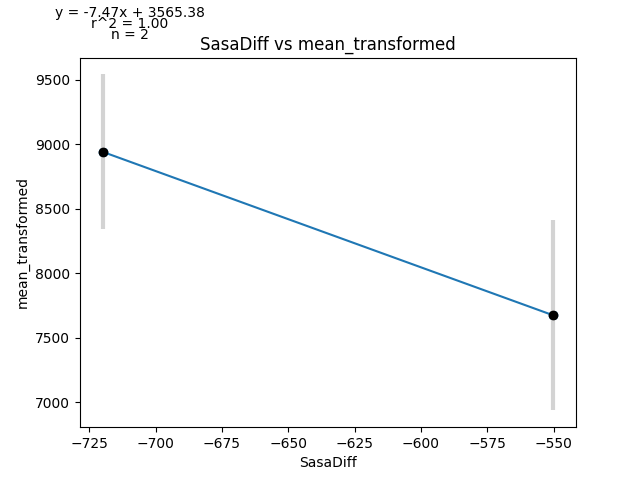 y = -7.47x + 3565.38
r^2 = 1.00
n = 2
SasaDiff vs mean_transformed
mean_transformed
9500
9000
8500
8000
7500
7000
−725 −700 −675 −650 −625 −600 −575 −550
SasaDiff